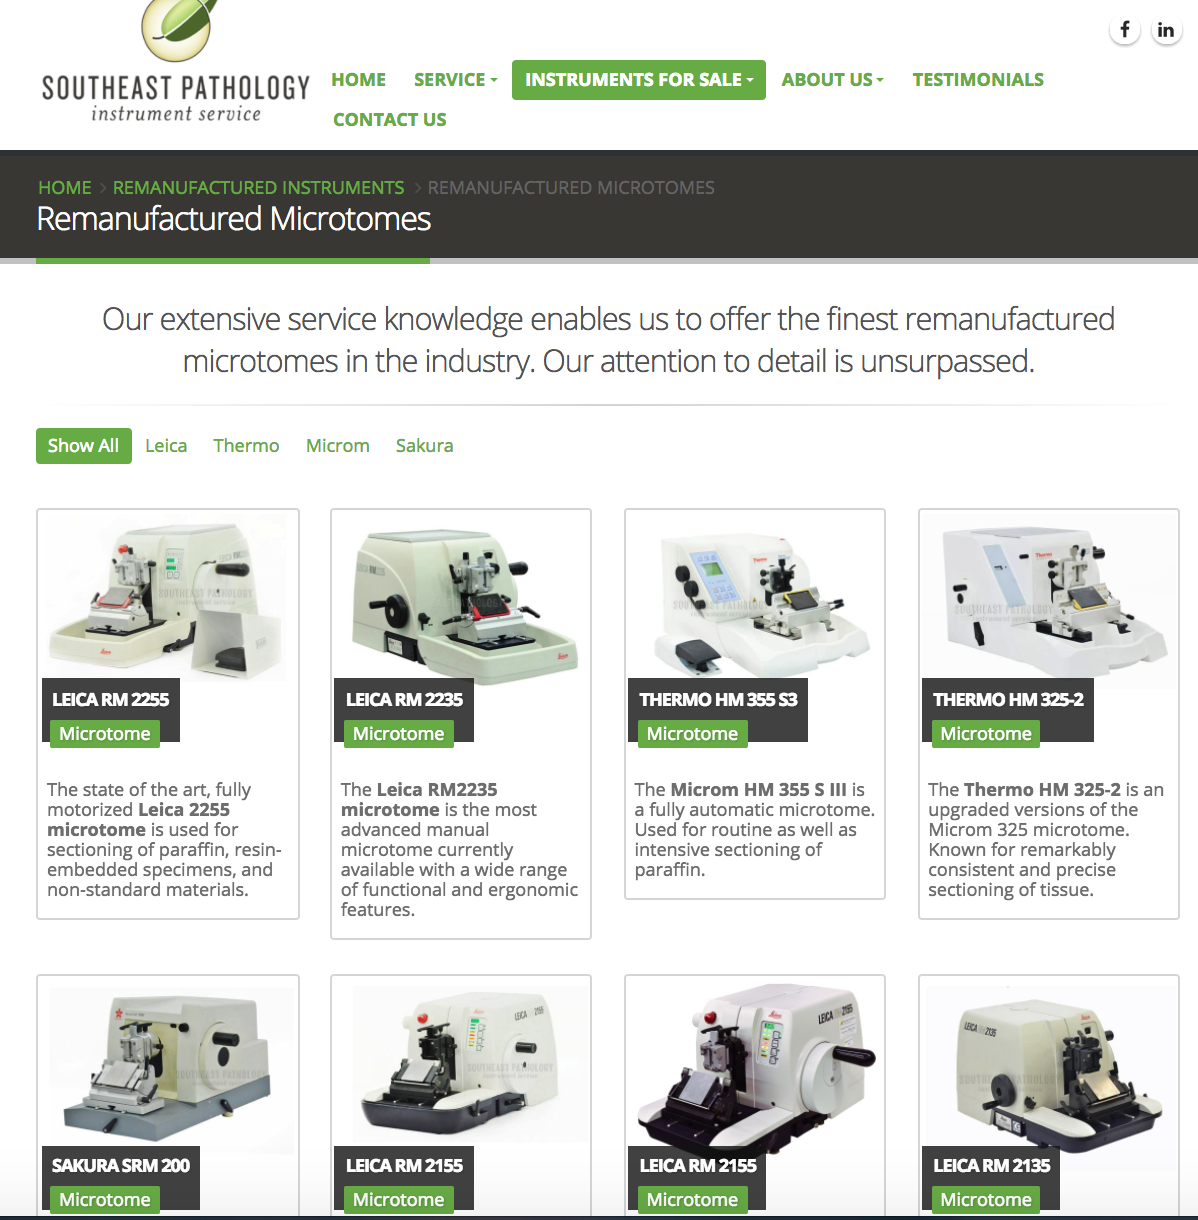 SOUTHEAST PATHOLOGY
instrument service
HOME
SERVICE
INSTRUMENTS FOR SALE
ABOUT US
TESTIMONIALS
CONTACT US
HOME > REMANUFACTURED INSTRUMENTS > REMANUFACTURED MICROTOMES
Remanufactured Microtomes
Our extensive service knowledge enables us to offer the finest remanufactured
microtomes in the industry. Our attention to detail is unsurpassed.
Show All
Leica
Thermo
Microm
Sakura
LEICA RM 2255
Microtome
The state of the art, fully
motorized Leica 2255
microtome is used for
sectioning of paraffin, resin-
embedded specimens, and
non-standard materials.
LEICA RM 2235
Microtome
The Leica RM2235
microtome is the most
advanced manual
microtome currently
available with a wide range
of functional and ergonomic
features.
THERMO HM 355 S3
Microtome
The Microm HM 355 S III is
a fully automatic microtome.
Used for routine as well as
intensive sectioning of
paraffin.
THERMO HM 325-2
Microtome
The Thermo HM 325-2 is an
upgraded versions of the
Microm 325 microtome.
Known for remarkably
consistent and precise
sectioning of tissue.
SAKURA SRM 200
Microtome
LEICA RM 2155
Microtome
LEICA RM 2155
Microtome
LEICA RM 2135
Microtome